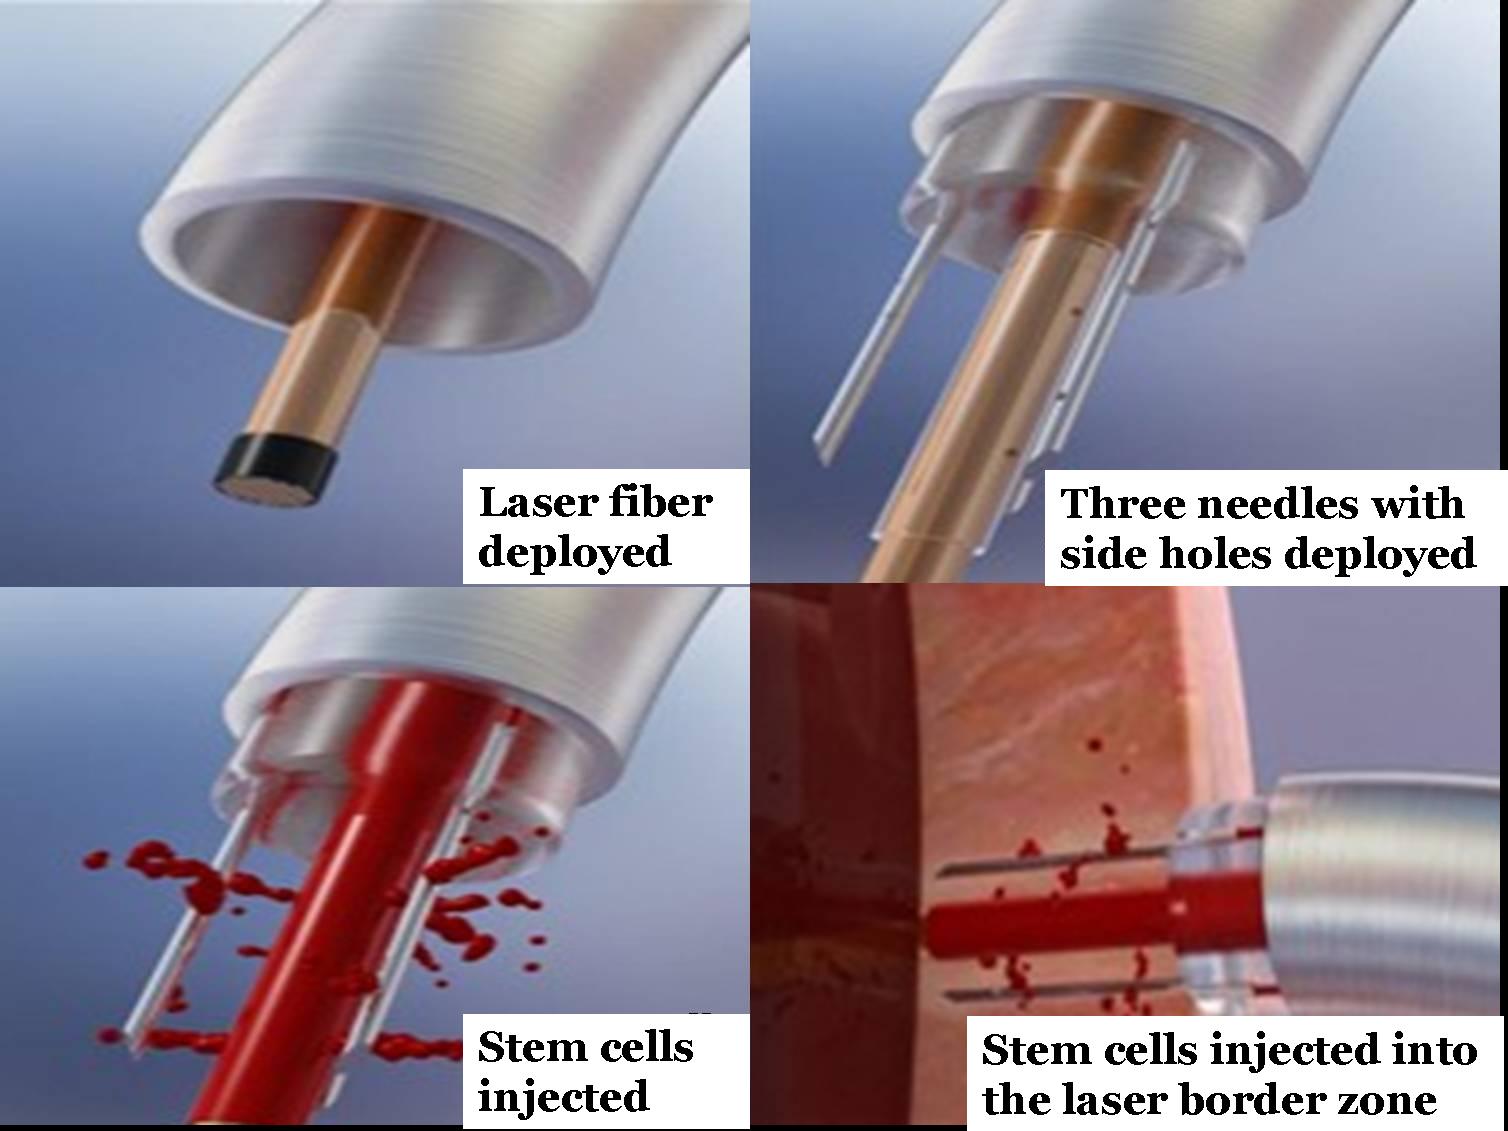 Laser fiber
deployed
Three needles with
side holes deployed
Stem cells
injected
Stem cells injected into
the laser border zone